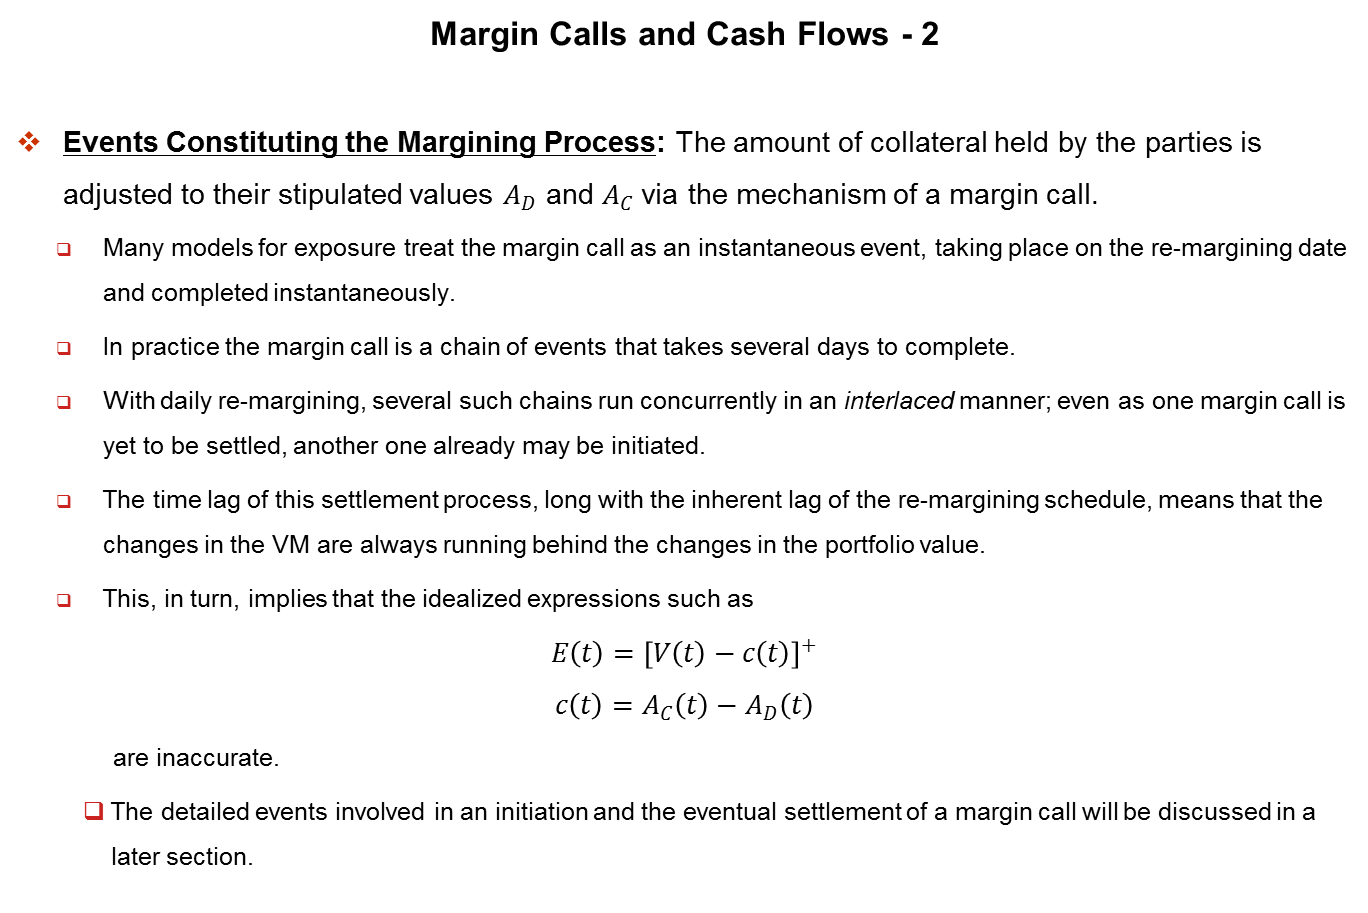 Margin Calls and Cash Flows - 2
❖ Events Constituting the Margining Process: The amount of collateral held by the parties is
adjusted to their stipulated values A_D and A_C via the mechanism of a margin call.
❑ Many models for exposure treat the margin call as an instantaneous event, taking place on the re-margining date
and completed instantaneously.
❑ In practice the margin call is a chain of events that takes several days to complete.
❑ With daily re-margining, several such chains run concurrently in an interlaced manner; even as one margin call is
yet to be settled, another one already may be initiated.
❑ The time lag of this settlement process, long with the inherent lag of the re-margining schedule, means that the
changes in the VM are always running behind the changes in the portfolio value.
❑ This, in turn, implies that the idealized expressions such as
E(t) = [V(t) − c(t)]⁺
c(t) = A_C(t) − A_D(t)
are inaccurate.
❑ The detailed events involved in an initiation and the eventual settlement of a margin call will be discussed in a
later section.